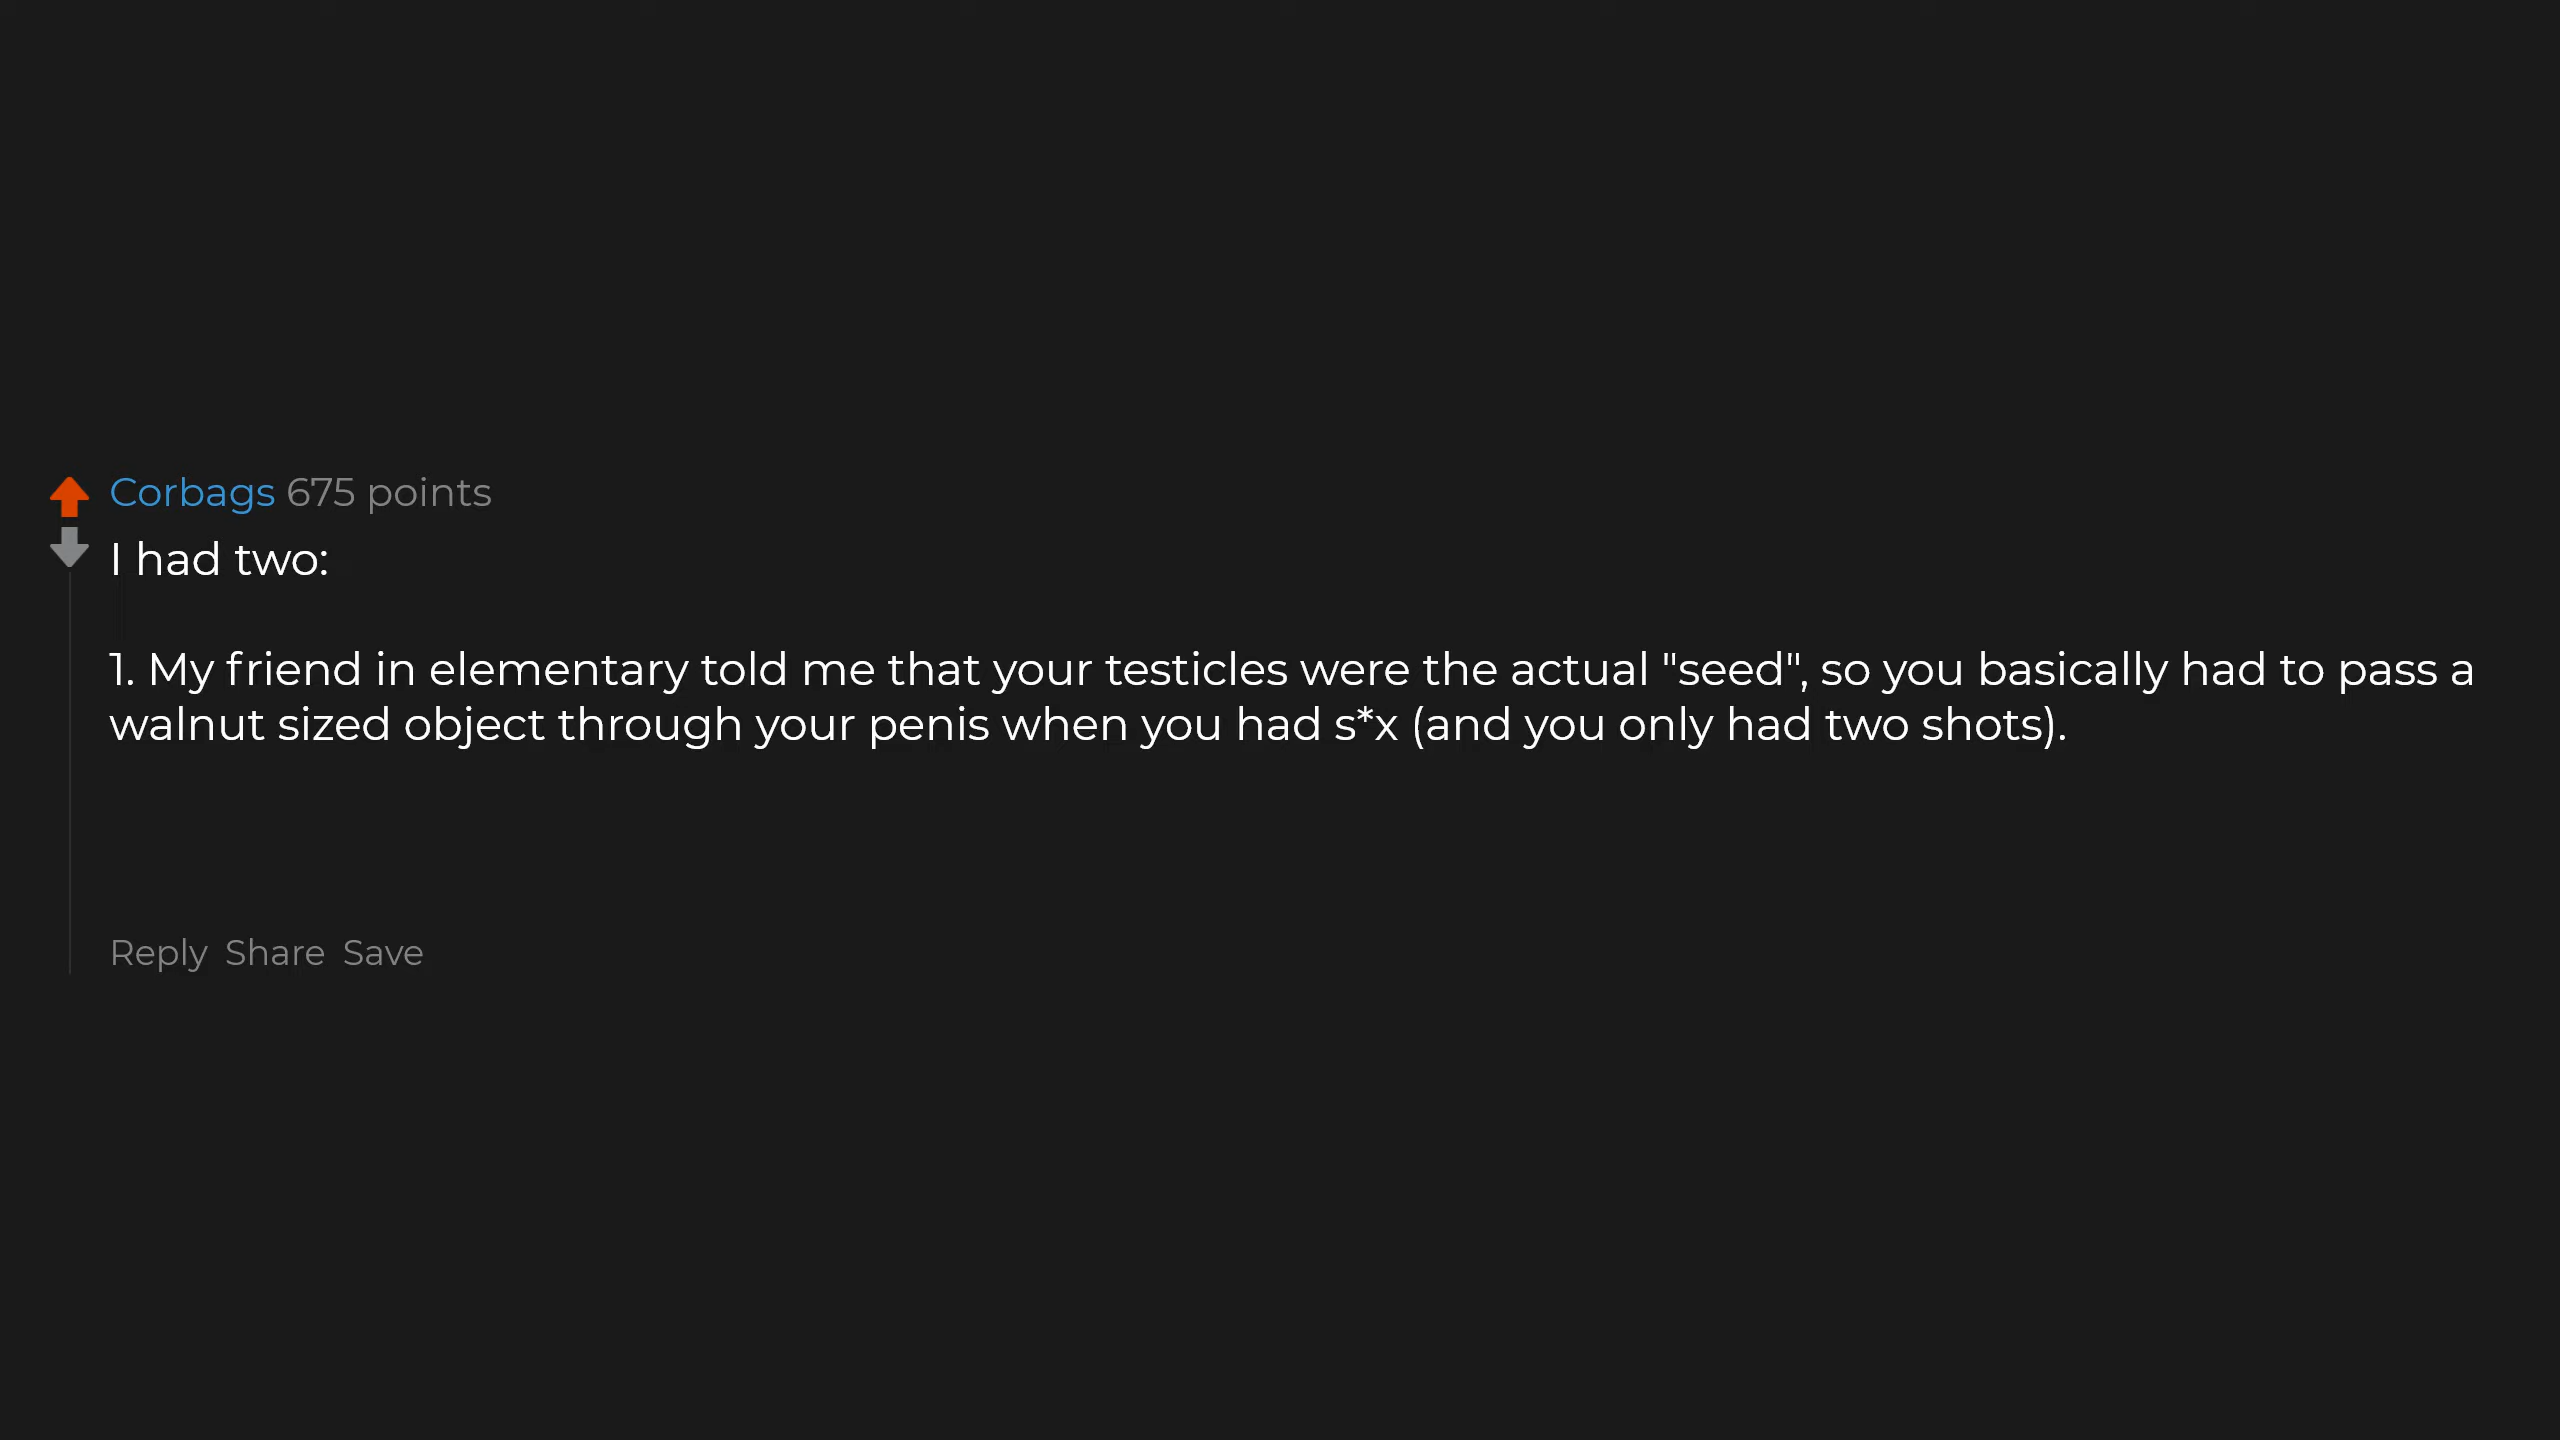 Corbags 675 points
I had two:
1. My friend in elementary told me that your testicles were the actual "seed", so you basically had to pass a
walnut sized object through your penis when you had s*x (and you only had two shots).
Reply Share Save